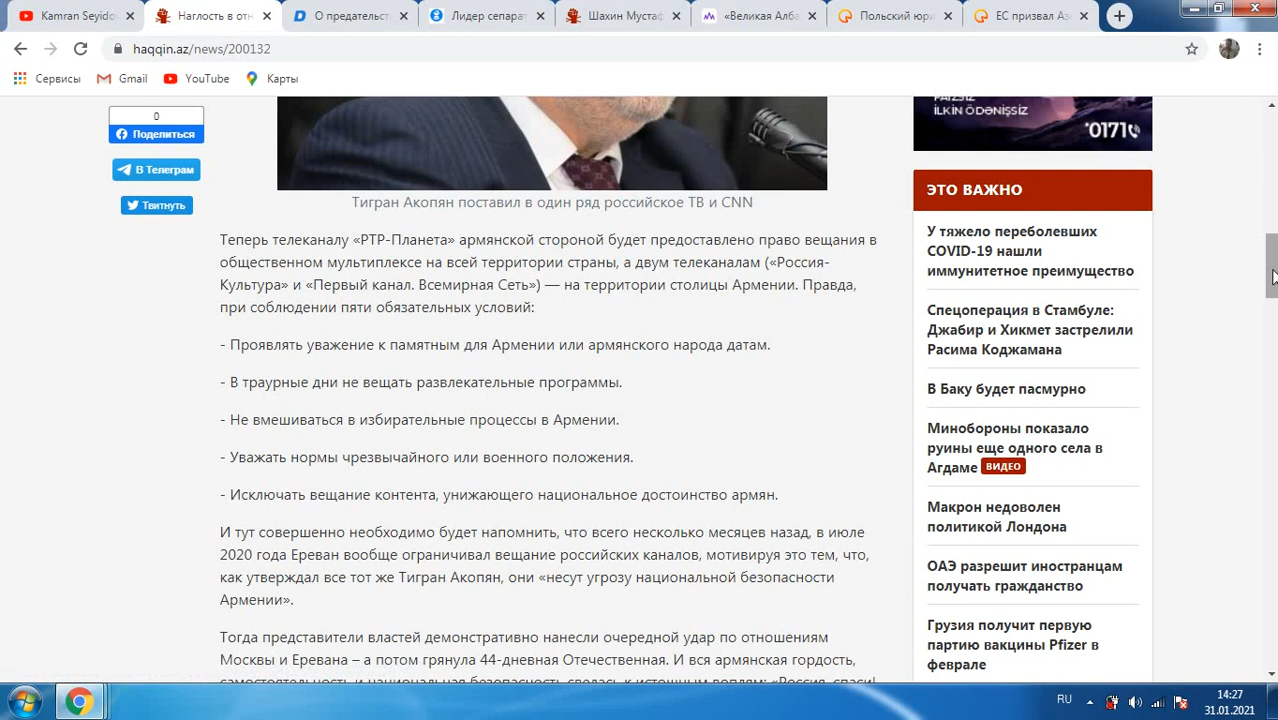 Kamran Seyidov
Наглость в отн
О предательст
Лидер сепарат
Шахин Мустаф
«Великая Алба
Польский юри
ЕС призвал Азе
haqqin.az/news/200132
Сервисы
Gmail
YouTube
Карты
0
Поделиться
В Телеграм
Твитнуть
İLKİN ÖDƏNİŞSİZ
*0171
Тигран Акопян поставил в один ряд российское ТВ и CNN
Теперь телеканалу «РТР-Планета» армянской стороной будет предоставлено право вещания в
общественном мультиплексе на всей территории страны, а двум телеканалам («Россия-
Культура» и «Первый канал. Всемирная Сеть») — на территории столицы Армении. Правда,
при соблюдении пяти обязательных условий:
- Проявлять уважение к памятным для Армении или армянского народа датам.
- В траурные дни не вещать развлекательные программы.
- Не вмешиваться в избирательные процессы в Армении.
- Уважать нормы чрезвычайного или военного положения.
- Исключать вещание контента, унижающего национальное достоинство армян.
И тут совершенно необходимо будет напомнить, что всего несколько месяцев назад, в июле
2020 года Ереван вообще ограничивал вещание российских каналов, мотивируя это тем, что,
как утверждал все тот же Тигран Акопян, они «несут угрозу национальной безопасности
Армении».
Тогда представители властей демонстративно нанесли очередной удар по отношениям
Москвы и Еревана – а потом грянула 44-дневная Отечественная. И вся армянская гордость,
самостоятельность и национальная безопасность свелась к истошным воплям: «Россия, спаси!
ЭТО ВАЖНО
У тяжело переболевших
COVID-19 нашли
иммунитетное преимущество
Спецоперация в Стамбуле:
Джабир и Хикмет застрелили
Расима Коджамана
В Баку будет пасмурно
Минобороны показало
руины еще одного села в
Агдаме ВИДЕО
Макрон недоволен
политикой Лондона
ОАЭ разрешит иностранцам
получать гражданство
Грузия получит первую
партию вакцины Pfizer в
феврале
RU
14:27
31.01.2021